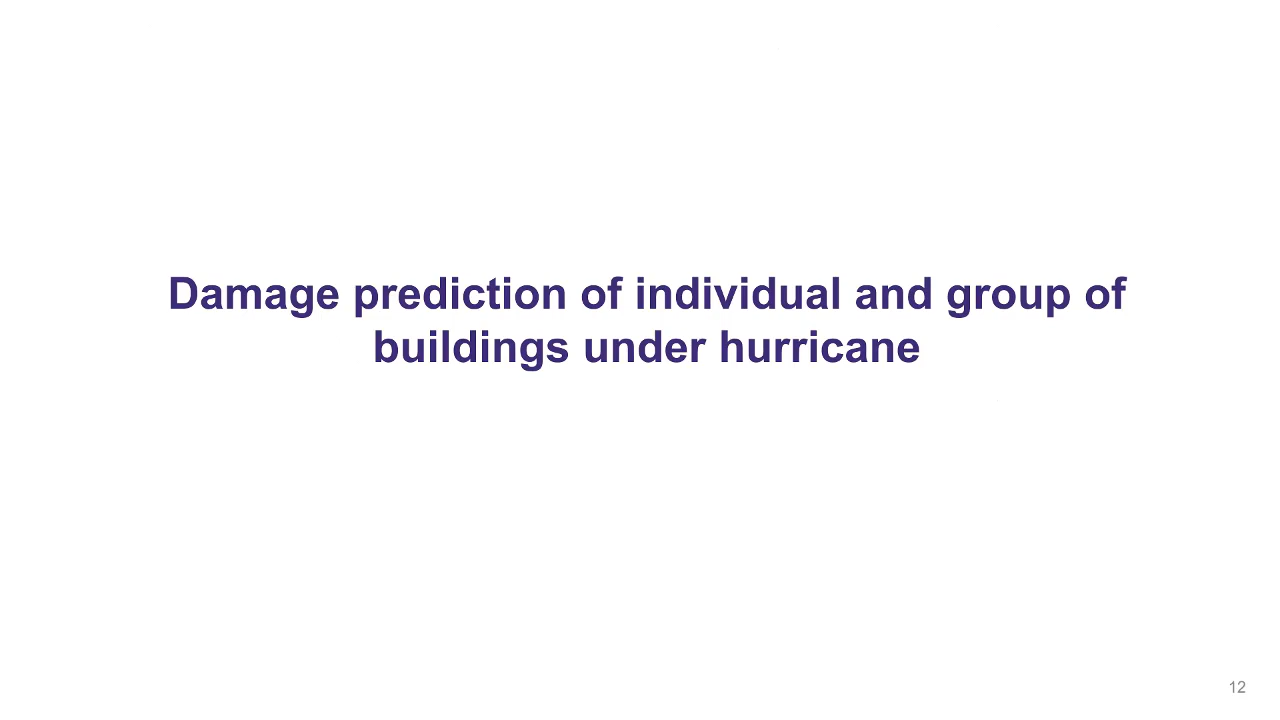 Damage prediction of individual and group of
buildings under hurricane
12